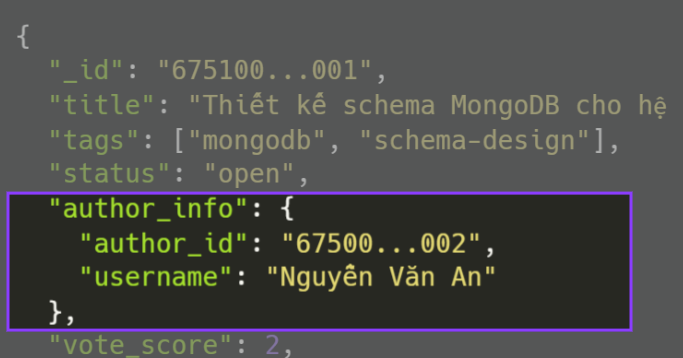 {
"_id": "675100...001",
"title": "Thiết kế schema MongoDB cho hệ
"tags": ["mongodb", "schema-design"],
"status": "open",
"author_info": {
"author_id": "67500...002",
"username": "Nguyễn Văn An"
},
"vote_score": 2,